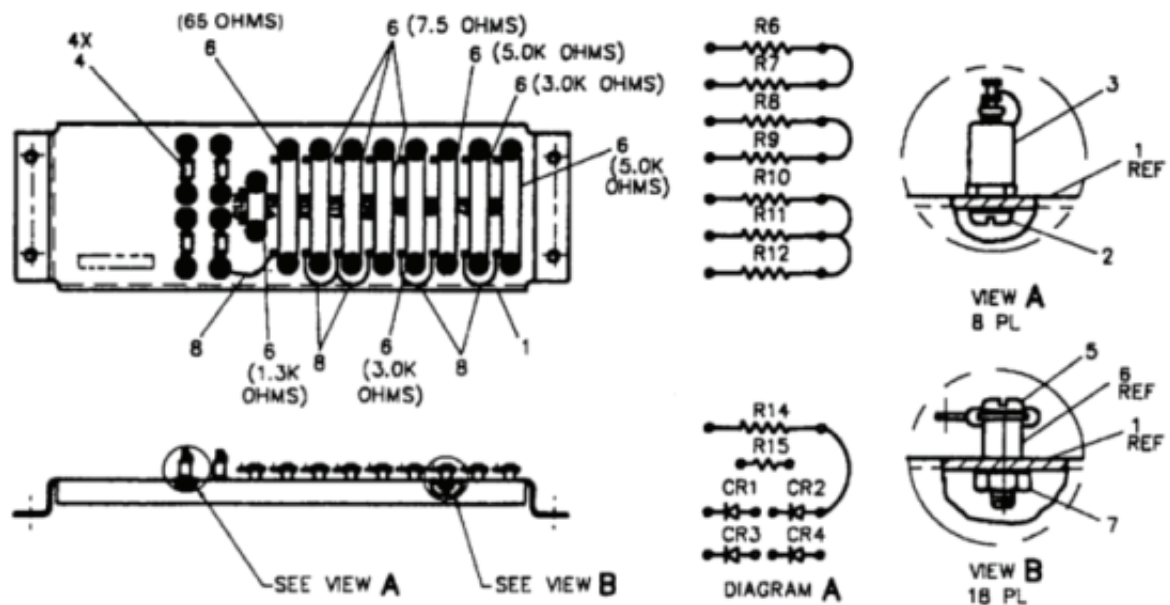 (65 OHMS)
6
4X
4
6 (7.5 OHMS)
6 (5.0K OHMS)
6 (3.0K OHMS)
6
(5.0K
OHMS)
8
6
(1.3K
OHMS)
8
6
(3.0K
OHMS)
8
1
SEE VIEW A
SEE VIEW B
R6
R7
R8
R9
R10
R11
R12
R14
R15
CR1 CR2
CR3 CR4
DIAGRAM A
3
1
REF
2
VIEW A
8 PL
5
6
REF
1
REF
7
VIEW B
18 PL